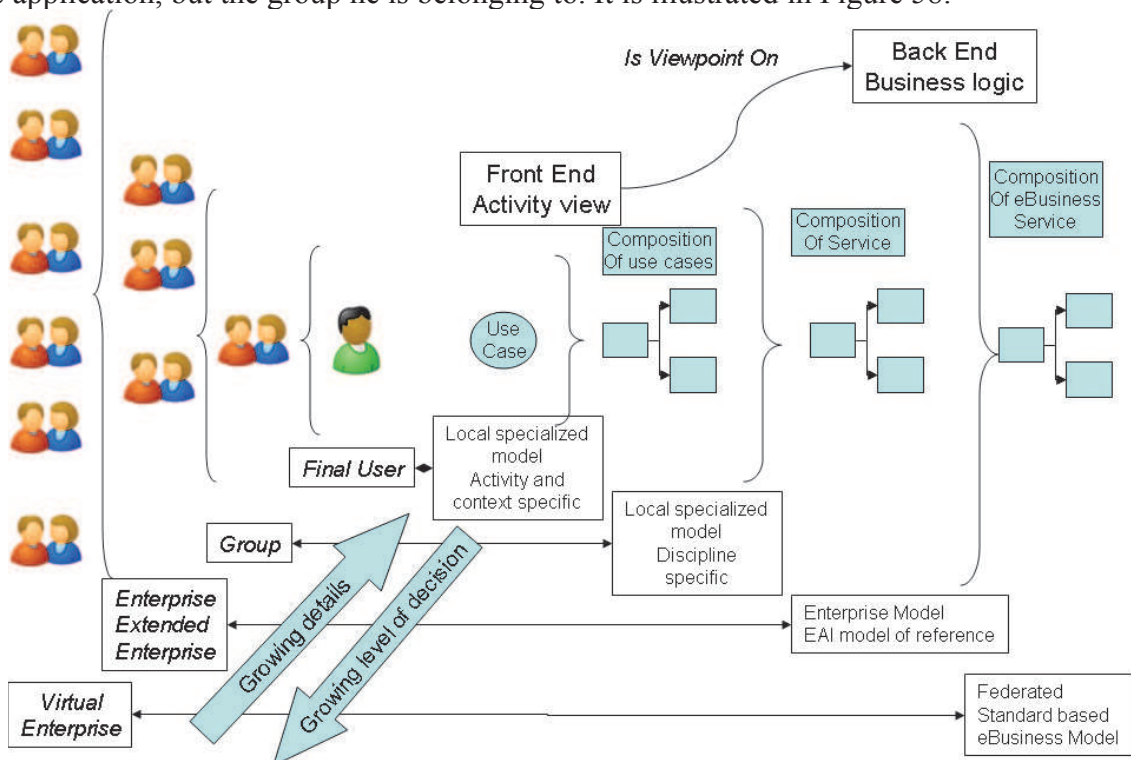 application, but the group he is belonging to. It is illustrated in Figure 58.
Is Viewpoint On
Back End
Business logic
Front End
Activity view
Composition
Of eBusiness
Service
Composition
Of Service
Composition
Of use cases
Use
Case
Final User
Local specialized
model
Activity and
context specific
Group
Local specialized
model
Discipline
specific
Enterprise
Extended
Enterprise
Growing details
Growing level of decision
Enterprise Model
EAI model of reference
Virtual
Enterprise
Federated
Standard based
eBusiness Model